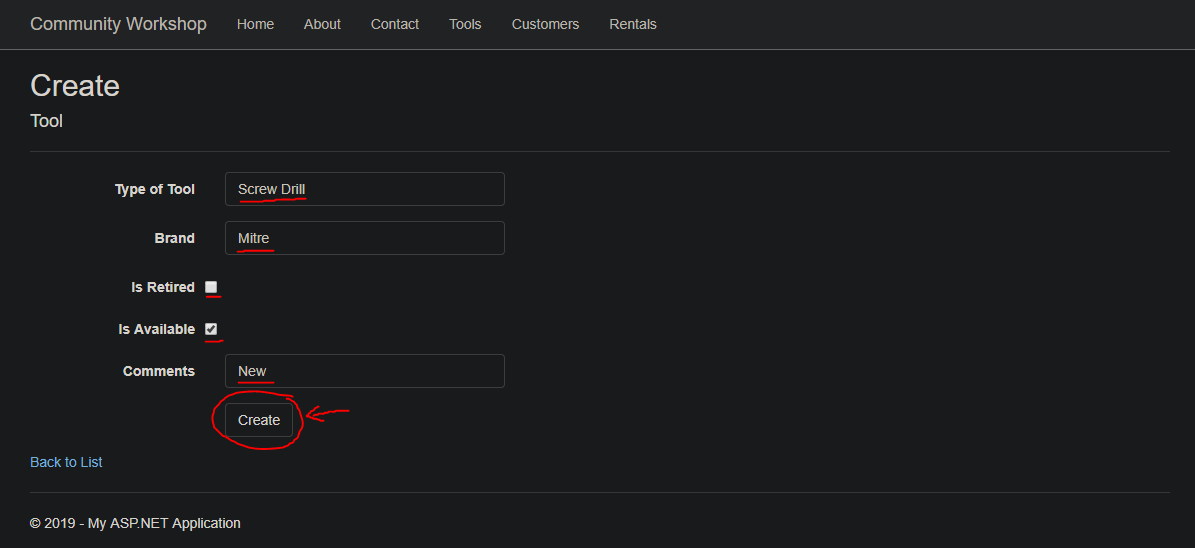 Community Workshop Home About Contact Tools Customers Rentals
Create
Tool
Type of Tool Screw Drill
Brand Mitre
Is Retired
Is Available
Comments New
Create
Back to List
© 2019 - My ASP.NET Application